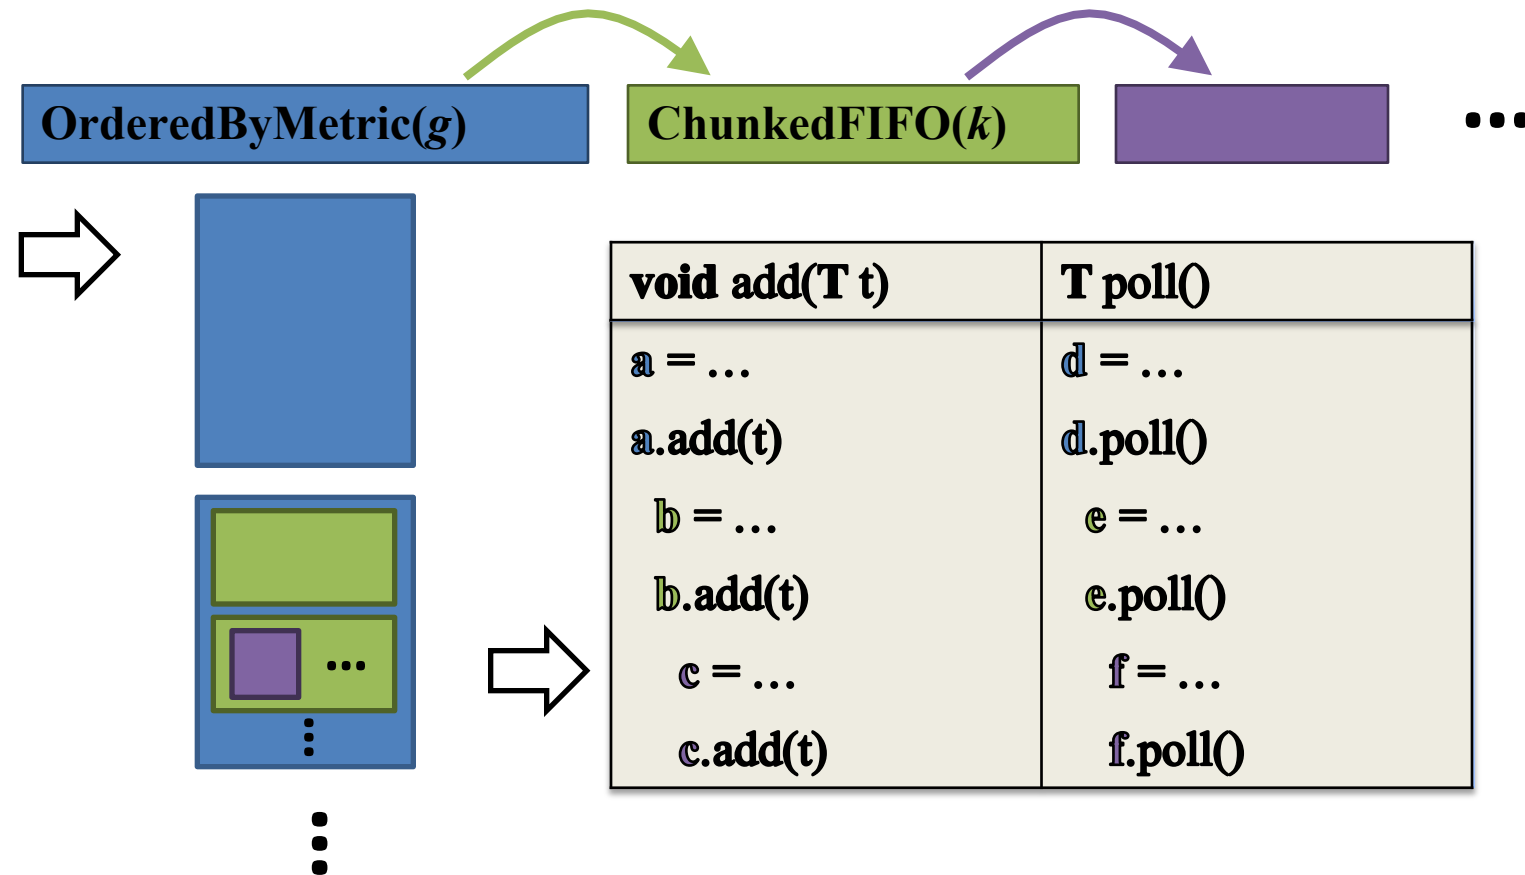 OrderedByMetric(g) ChunkedFIFO(k) ...
void add(T t) T poll()
a = ... d = ...
a.add(t) d.poll()
b = ... e = ...
b.add(t) e.poll()
c = ... f = ...
c.add(t) f.poll()